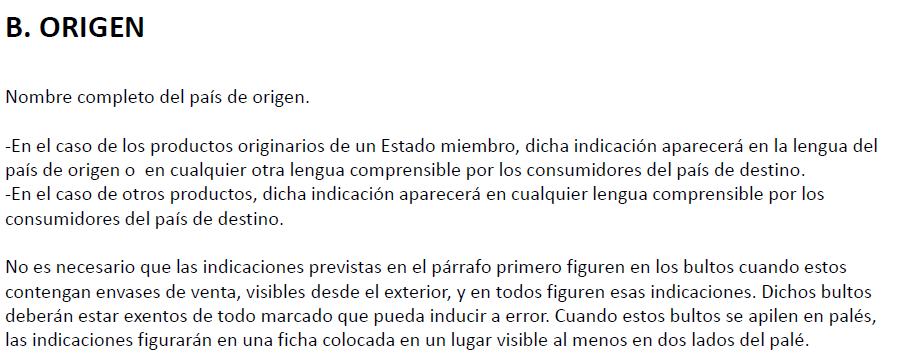 B. ORIGEN
Nombre completo del país de origen.
-En el caso de los productos originarios de un Estado miembro, dicha indicación aparecerá en la lengua del
país de origen o  en cualquier otra lengua comprensible por los consumidores del país de destino.
-En el caso de otros productos, dicha indicación aparecerá en cualquier lengua comprensible por los
consumidores del país de destino.
No es necesario que las indicaciones previstas en el párrafo primero figuren en los bultos cuando estos
contengan envases de venta, visibles desde el exterior, y en todos figuren esas indicaciones. Dichos bultos
deberán estar exentos de todo marcado que pueda inducir a error. Cuando estos bultos se apilen en palés,
las indicaciones figurarán en una ficha colocada en un lugar visible al menos en dos lados del palé.